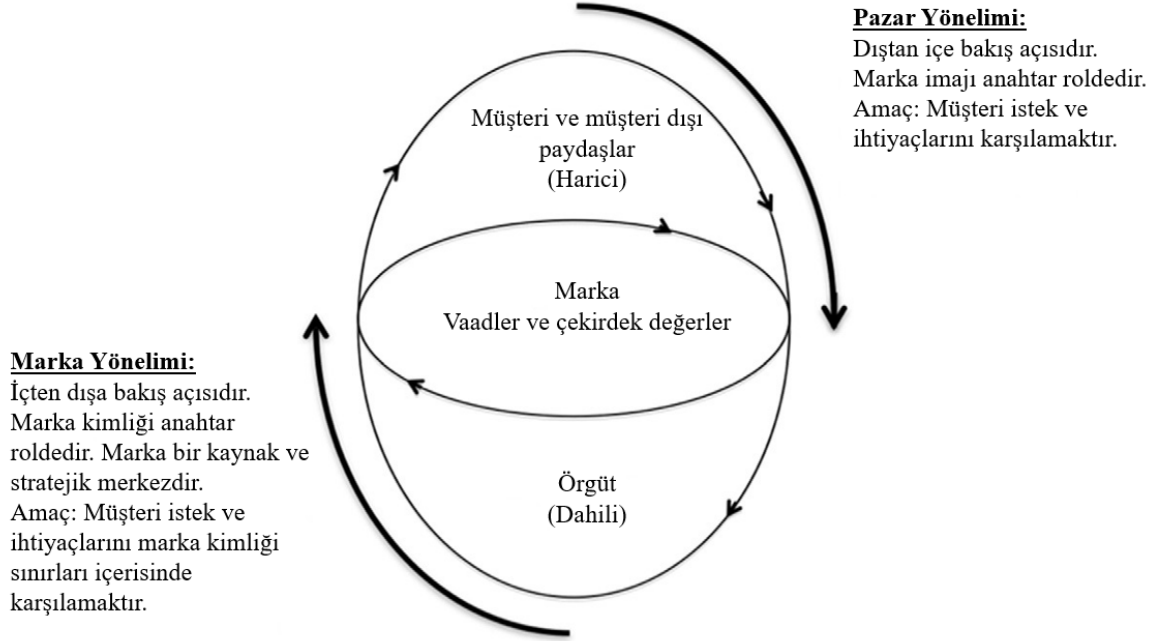 Pazar Yönelimi:
Dıştan içe bakış açısıdır.
Marka imajı anahtar roldedir.
Amaç: Müşteri istek ve
ihtiyaçlarını karşılamaktır.
Müşteri ve müşteri dışı
paydaşlar
(Harici)
Marka
Vaadler ve çekirdek değerler
Marka Yönelimi:
İçten dışa bakış açısıdır.
Marka kimliği anahtar
roldedir. Marka bir kaynak ve
stratejik merkezdir.
Amaç: Müşteri istek ve
ihtiyaçlarını marka kimliği
sınırları içerisinde
karşılamaktır.
Örgüt
(Dahili)